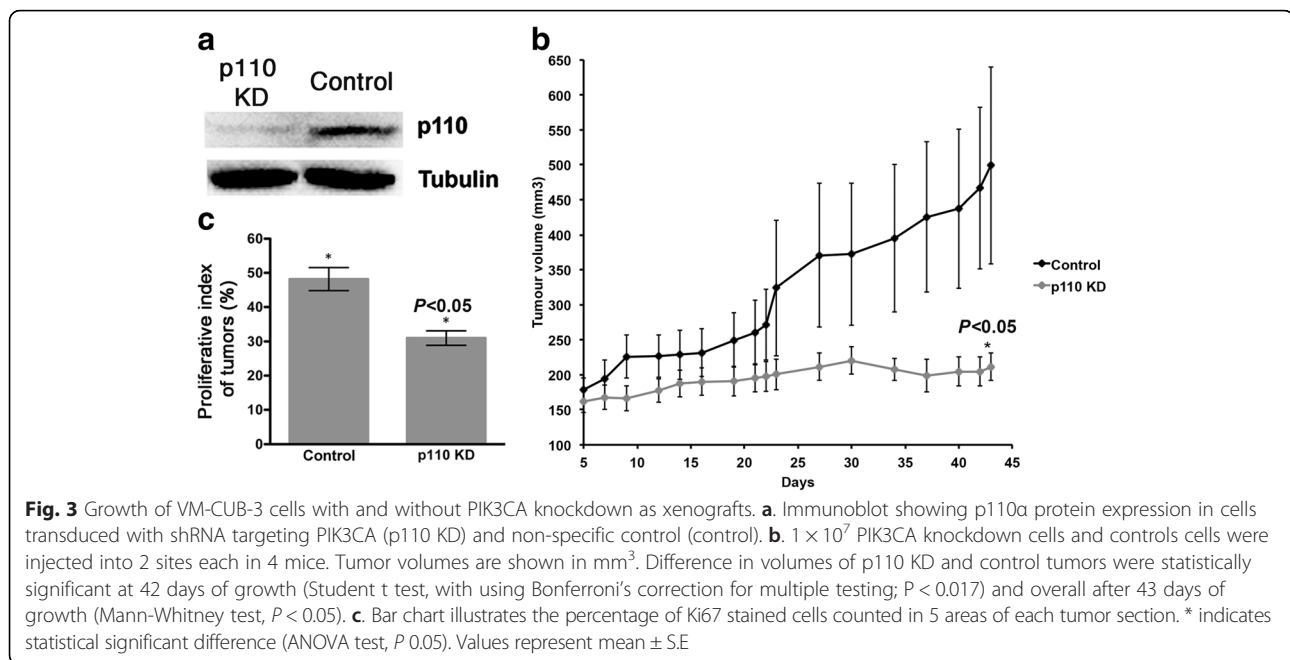 a
p110
KD
Control
p110
Tubulin
c
Proliferative index
of tumors (%)
60
50
40
30
20
10
0
*
P<0.05
*
Control
p110 KD
b
Tumour volume (mm3)
650
600
550
500
450
400
350
300
250
200
150
100
5
10
15
20
25
30
35
40
45
Days
Control
p110 KD
P<0.05
*
Fig. 3 Growth of VM-CUB-3 cells with and without PIK3CA knockdown as xenografts. a. Immunoblot showing p110α protein expression in cells
transduced with shRNA targeting PIK3CA (p110 KD) and non-specific control (control). b. 1 × 10⁷ PIK3CA knockdown cells and controls cells were
injected into 2 sites each in 4 mice. Tumor volumes are shown in mm³. Difference in volumes of p110 KD and control tumors were statistically
significant at 42 days of growth (Student t test, with using Bonferroni's correction for multiple testing; P < 0.017) and overall after 43 days of
growth (Mann-Whitney test, P < 0.05). c. Bar chart illustrates the percentage of Ki67 stained cells counted in 5 areas of each tumor section. * indicates
statistical significant difference (ANOVA test, P 0.05). Values represent mean ± S.E